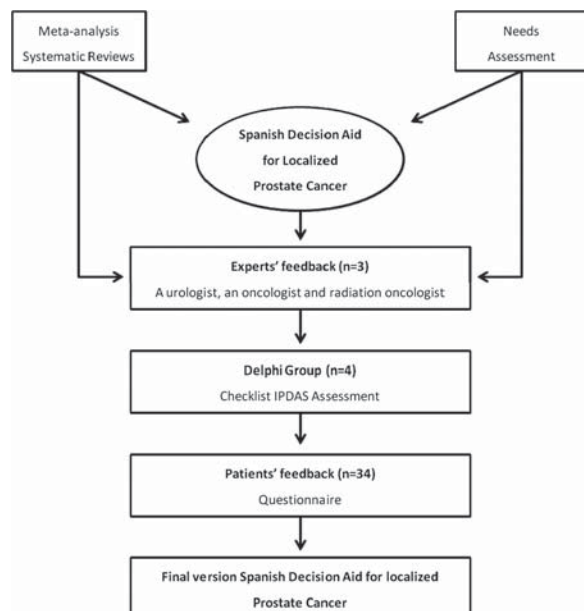 Meta-analysis
Systematic Reviews
Needs
Assessment
Spanish Decision Aid
for Localized
Prostate Cancer
Experts' feedback (n=3)
A urologist, an oncologist and radiation oncologist
Delphi Group (n=4)
Checklist IPDAS Assessment
Patients' feedback (n=34)
Questionnaire
Final version Spanish Decision Aid for localized
Prostate Cancer